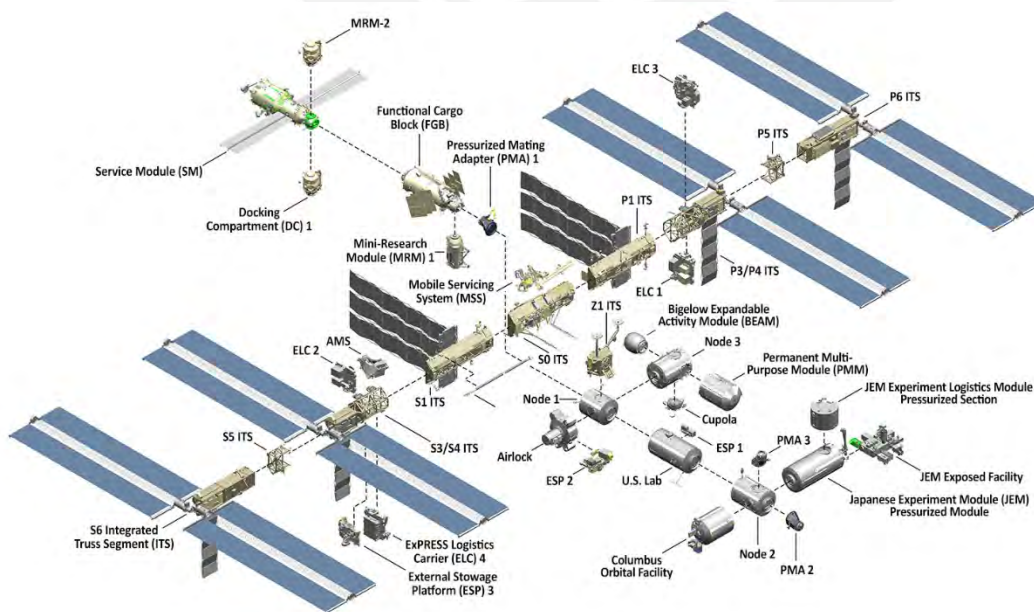 MRM-2
ELC 3
P6 ITS
Functional Cargo
Block (FGB)
P5 ITS
Pressurized Mating
Adapter (PMA) 1
Service Module (SM)
P1 ITS
Docking
Compartment (DC) 1
Mini-Research
Module (MRM) 1
P3/P4 ITS
ELC 1
Mobile Servicing
System (MSS)
Z1 ITS
Bigelow Expandable
Activity Module (BEAM)
Node 3
AMS
ELC 2
S0 ITS
Permanent Multi-
Purpose Module (PMM)
S1 ITS
Node 1
JEM Experiment Logistics Module
Pressurized Section
Cupola
S5 ITS
S3/S4 ITS
ESP 1
PMA 3
Airlock
ESP 2
U.S. Lab
JEM Exposed Facility
Japanese Experiment Module (JEM)
Pressurized Module
S6 Integrated
Truss Segment (ITS)
ExPRESS Logistics
Carrier (ELC) 4
External Stowage
Platform (ESP) 3
Columbus
Orbital Facility
Node 2
PMA 2